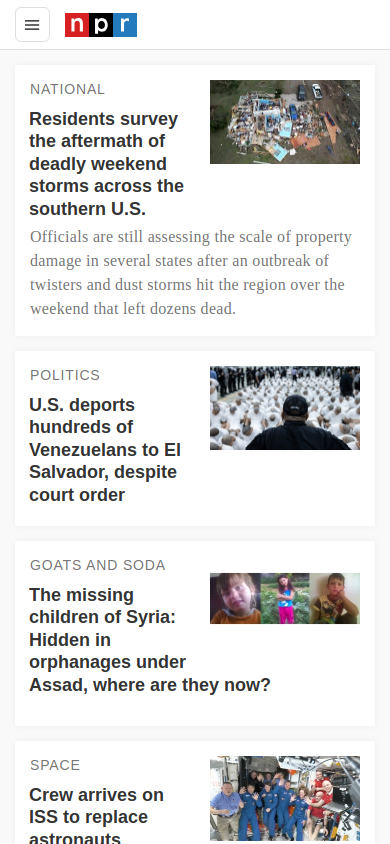 npr
NATIONAL
Residents survey
the aftermath of
deadly weekend
storms across the
southern U.S.
Officials are still assessing the scale of property
damage in several states after an outbreak of
twisters and dust storms hit the region over the
weekend that left dozens dead.
POLITICS
U.S. deports
hundreds of
Venezuelans to El
Salvador, despite
court order
GOATS AND SODA
The missing
children of Syria:
Hidden in
orphanages under
Assad, where are they now?
SPACE
Crew arrives on
ISS to replace
astronauts